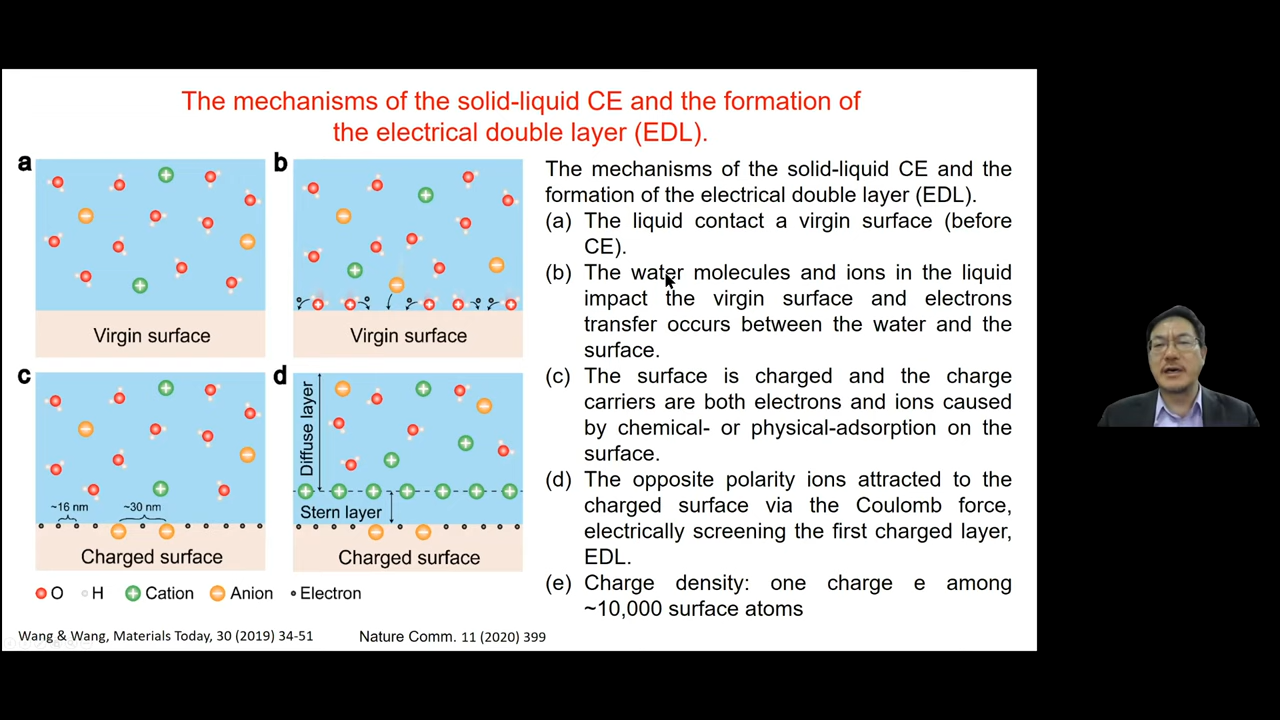 The mechanisms of the solid-liquid CE and the formation of
the electrical double layer (EDL).
a
Virgin surface
b
Virgin surface
c
~16 nm
~30 nm
Charged surface
d
Diffuse layer
Stern layer
Charged surface
O H Cation Anion Electron
The mechanisms of the solid-liquid CE and the
formation of the electrical double layer (EDL).
(a) The liquid contact a virgin surface (before
CE).
(b) The water molecules and ions in the liquid
impact the virgin surface and electrons
transfer occurs between the water and the
surface.
(c) The surface is charged and the charge
carriers are both electrons and ions caused
by chemical- or physical-adsorption on the
surface.
(d) The opposite polarity ions attracted to the
charged surface via the Coulomb force,
electrically screening the first charged layer,
EDL.
(e) Charge density: one charge e among
~10,000 surface atoms
Wang & Wang, Materials Today, 30 (2019) 34-51
Nature Comm. 11 (2020) 399